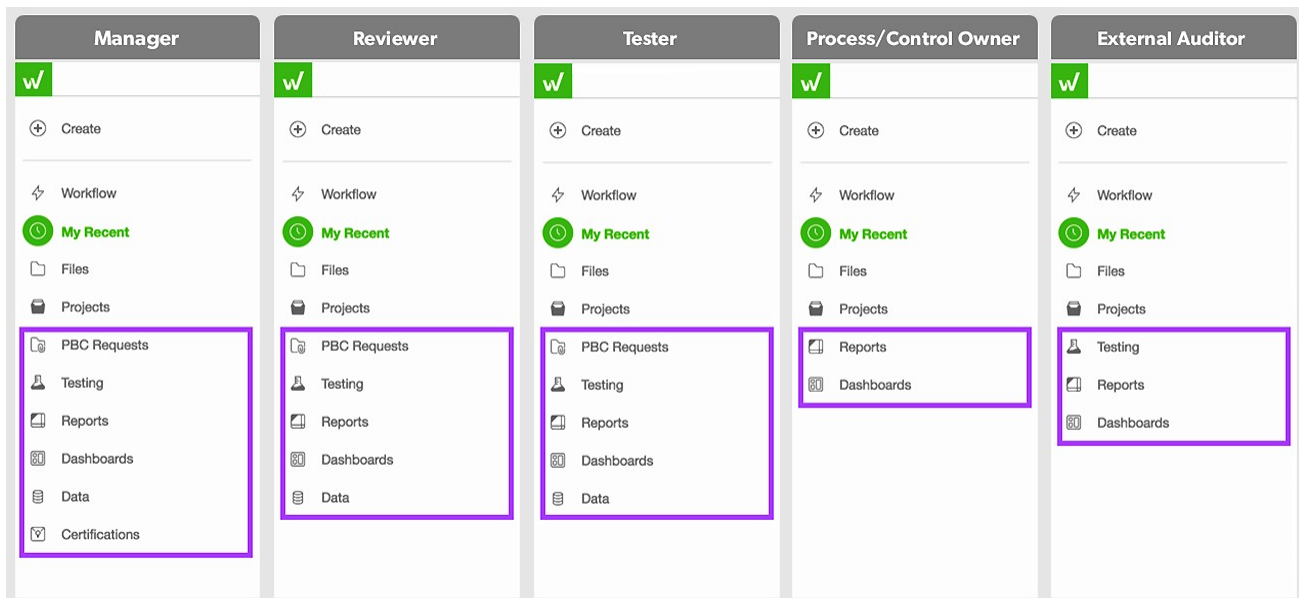 Manager
Create
Workflow
My Recent
Files
Projects
PBC Requests
Testing
Reports
Dashboards
Data
Certifications
Reviewer
Create
Workflow
My Recent
Files
Projects
PBC Requests
Testing
Reports
Dashboards
Data
Tester
Create
Workflow
My Recent
Files
Projects
PBC Requests
Testing
Reports
Dashboards
Data
Process/Control Owner
Create
Workflow
My Recent
Files
Projects
Reports
Dashboards
External Auditor
Create
Workflow
My Recent
Files
Projects
Testing
Reports
Dashboards